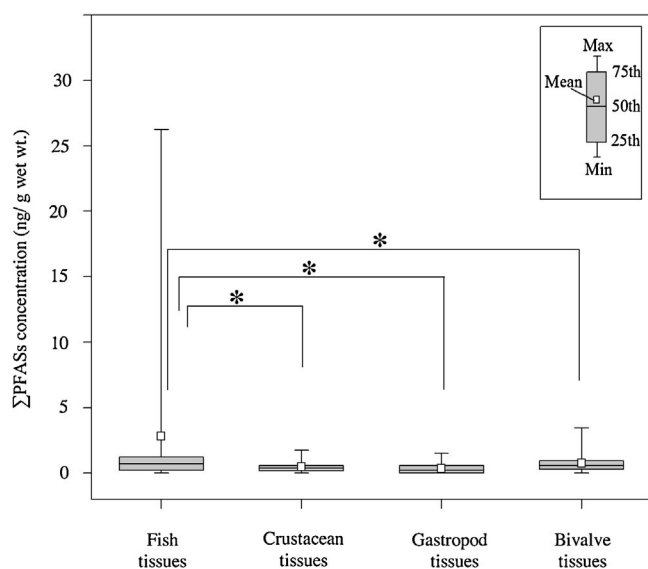 ∑PFASs concentration (ng/ g wet wt.)
30
25
20
15
10
5
0
Max
75th
Mean
50th
25th
Min
*
*
*
Fish
tissues
Crustacean
tissues
Gastropod
tissues
Bivalve
tissues